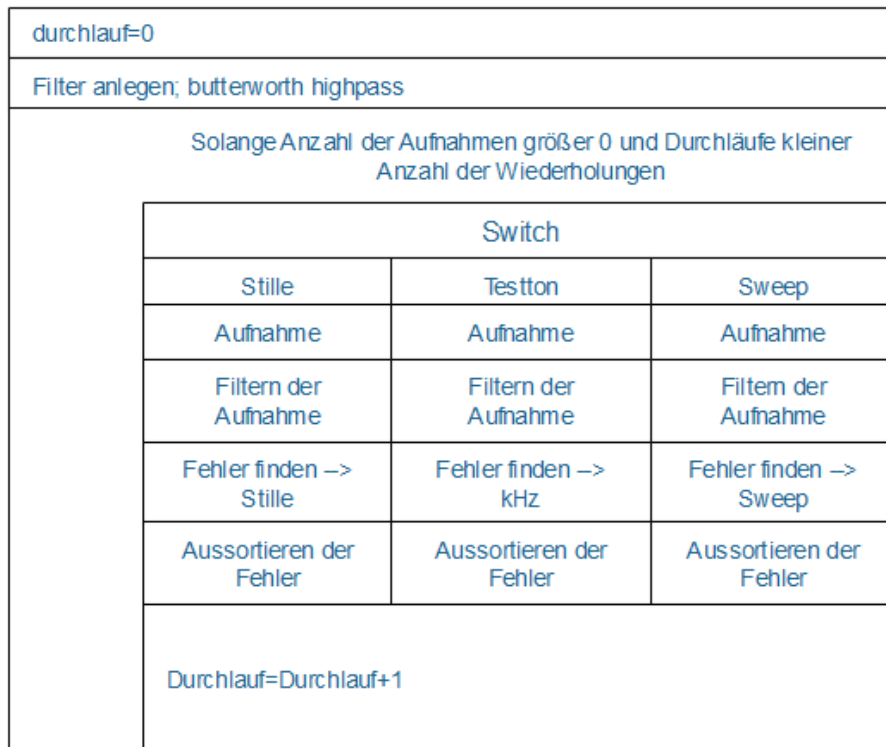 durchlauf=0
Filter anlegen; butterworth highpass
Solange Anzahl der Aufnahmen größer 0 und Durchläufe kleiner
Anzahl der Wiederholungen
Switch
Stille
Testton
Sweep
Aufnahme
Aufnahme
Aufnahme
Filtern der
Aufnahme
Filtern der
Aufnahme
Filtern der
Aufnahme
Fehler finden –>
Stille
Fehler finden –>
kHz
Fehler finden –>
Sweep
Aussortieren der
Fehler
Aussortieren der
Fehler
Aussortieren der
Fehler
Durchlauf=Durchlauf+1